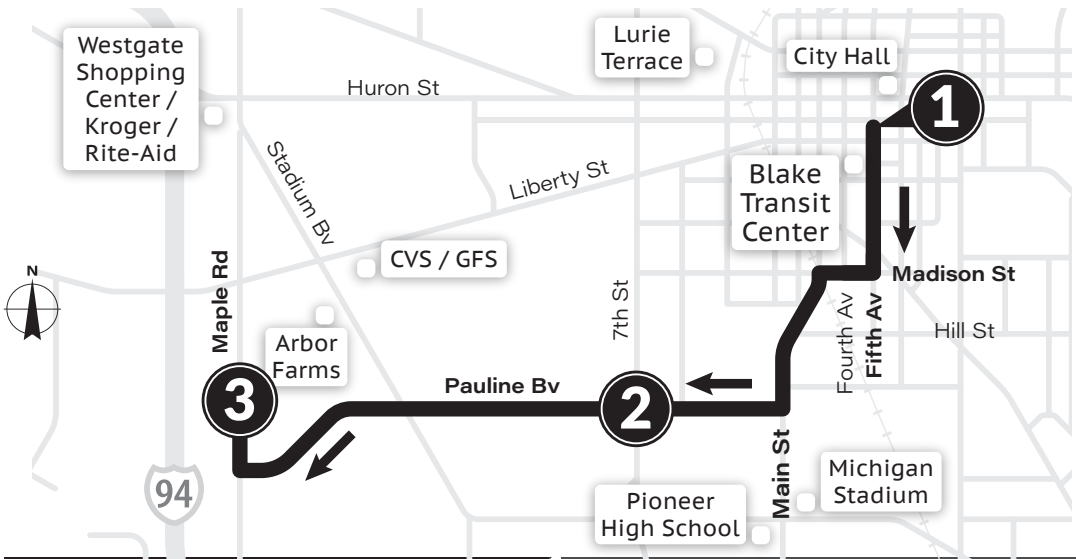 Westgate
Shopping
Center /
Kroger /
Rite-Aid
Lurie
Terrace
City Hall
Huron St
1
Stadium Bv
Liberty St
Blake
Transit
Center
CVS / GFS
Maple Rd
N
7th St
Madison St
Fourth Av
Fifth Av
Hill St
Arbor
Farms
3
Pauline Bv
2
94
Main St
Michigan
Stadium
Pioneer
High School